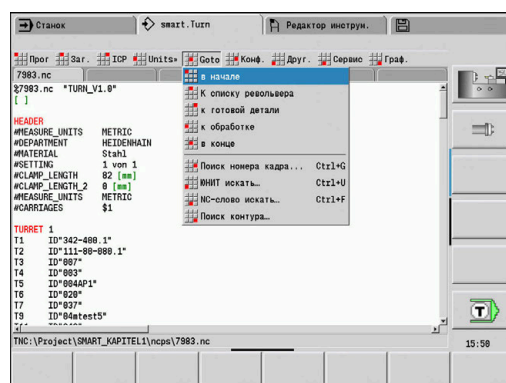 Станок
smart.Turn
Редактор инструн.
Прог Заг. ICP Units» Goto Конф. Друг. Сервис Граф.
7983.nc
%7983.nc "TURN_V1.0"
[ ]
HEADER
#MEASURE_UNITS METRIC
#DEPARTMENT HEIDENHAIN
#MATERIAL Stahl
#SETTING 1 von 1
#CLAMP_LENGTH 82 [mm]
#CLAMP_LENGTH_2 0 [mm]
#MEASURE_UNITS METRIC
#CARRIAGES $1
TURRET 1
T1 ID"342-400.1"
T2 ID"111-80-080.1"
T3 ID"007"
T4 ID"003"
T5 ID"004AP1"
T6 ID"020"
T7 ID"037"
T9 ID"04mtest5"
в начале
К списку револьвера
к готовой детали
к обработке
в конце
Поиск номера кадра... Ctrl+G
ЮНИТ искать… Ctrl+U
NC-слово искать… Ctrl+F
Поиск контура…
TNC:\Project\SMART_KAPITEL1\ncps\7983.nc
T
15:50